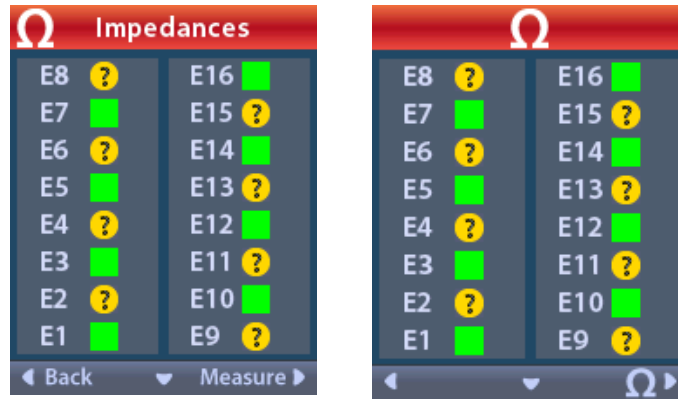 Ω Impedances
E8 ? E16
E7 E15 ?
E6 ? E14
E5 E13 ?
E4 ? E12
E3 E11 ?
E2 ? E10
E1 E9 ?
Back Measure
Ω
E8 ? E16
E7 E15 ?
E6 ? E14
E5 E13 ?
E4 ? E12
E3 E11 ?
E2 ? E10
E1 E9 ?
Ω